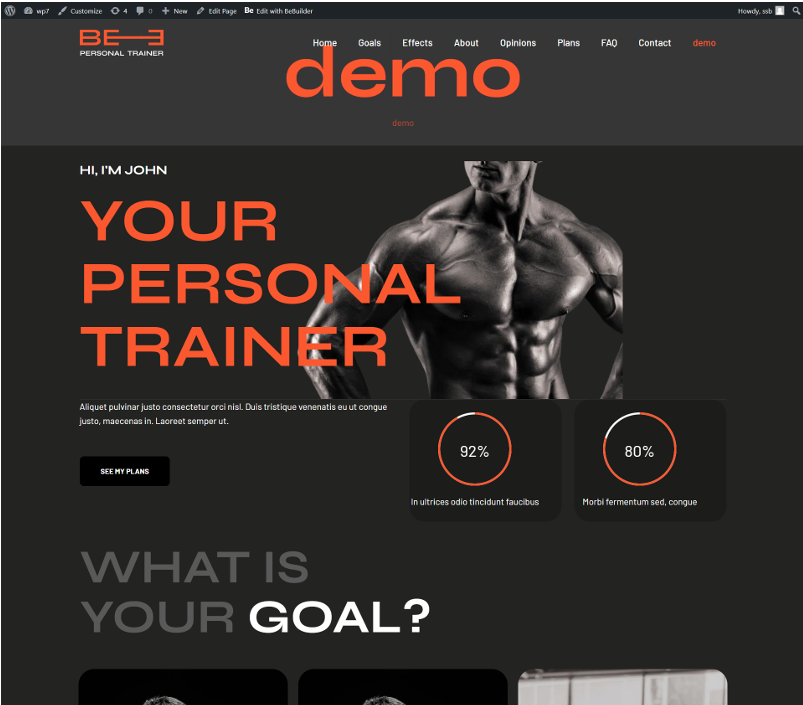 wp7 Customize 4 0 New Edit Page Be Edit with BeBuilder Howdy, ssb
BE
PERSONAL TRAINER
Home Goals Effects About Opinions Plans FAQ Contact demo
demo
demo
HI, I'M JOHN
YOUR
PERSONAL
TRAINER
Aliquet pulvinar justo consectetur orci nisl. Duis tristique venenatis eu ut congue
justo, maecenas in. Laoreet semper ut.
SEE MY PLANS
92%
In ultrices odio tincidunt faucibus
80%
Morbi fermentum sed, congue
WHAT IS
YOUR GOAL?